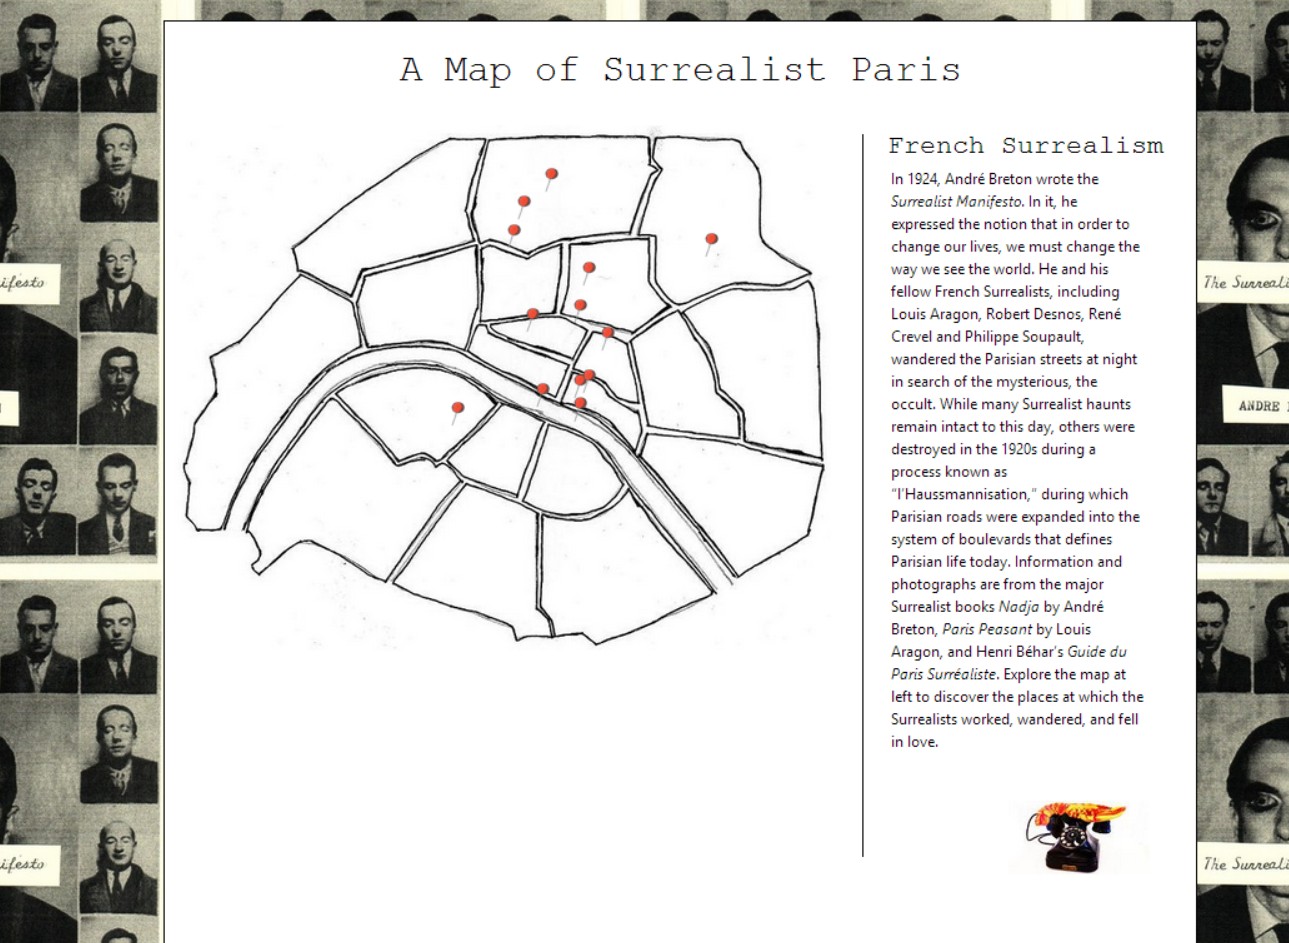 A Map of Surrealist Paris
French Surrealism
In 1924, André Breton wrote the
Surrealist Manifesto. In it, he
expressed the notion that in order to
change our lives, we must change the
way we see the world. He and his
fellow French Surrealists, including
Louis Aragon, Robert Desnos, René
Crevel and Philippe Soupault,
wandered the Parisian streets at night
in search of the mysterious, the
occult. While many Surrealist haunts
remain intact to this day, others were
destroyed in the 1920s during a
process known as
"l'Haussmannisation," during which
Parisian roads were expanded into the
system of boulevards that defines
Parisian life today. Information and
photographs are from the major
Surrealist books Nadja by André
Breton, Paris Peasant by Louis
Aragon, and Henri Béhar's Guide du
Paris Surréaliste. Explore the map at
left to discover the places at which the
Surrealists worked, wandered, and fell
in love.
ifesto
The
ANDRE
ifesto
The